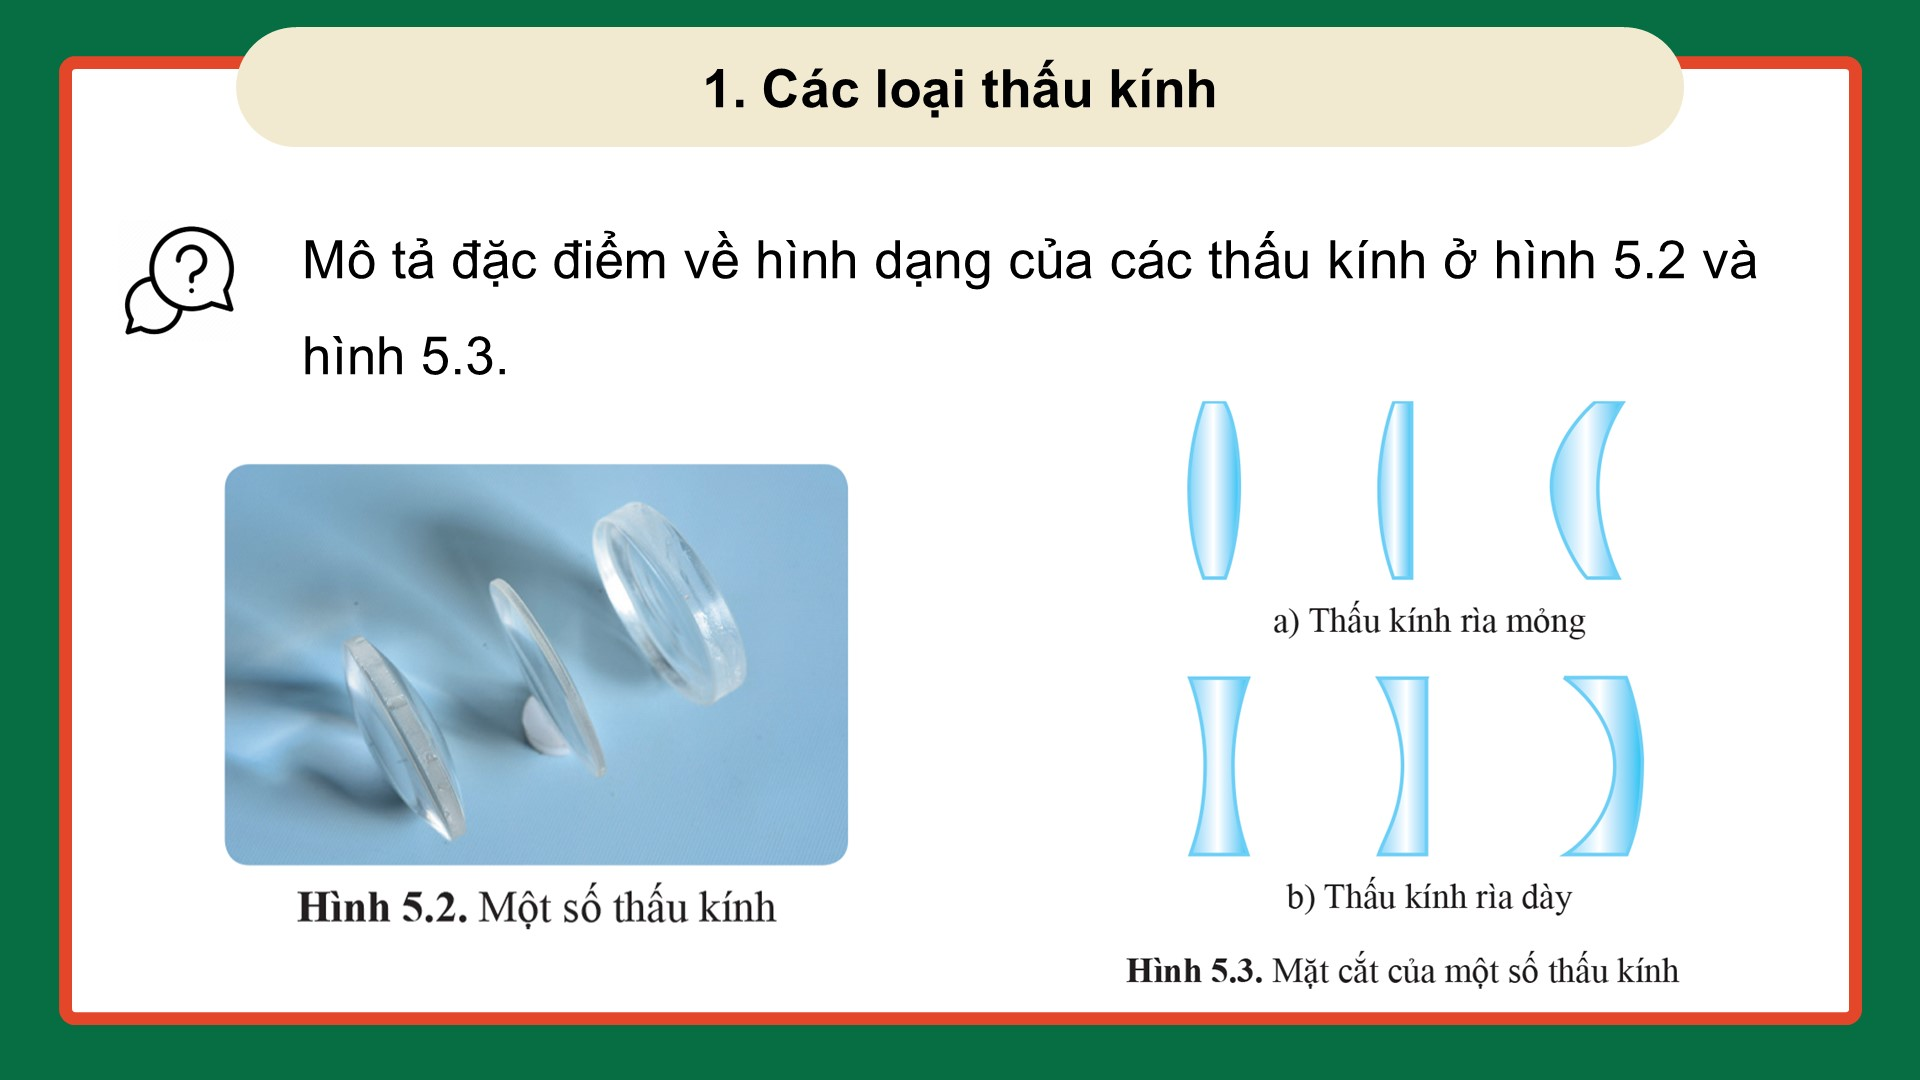 1. Các loại thấu kính
Mô tả đặc điểm về hình dạng của các thấu kính ở hình 5.2 và
hình 5.3.
Hình 5.2. Một số thấu kính
a) Thấu kính rìa mỏng
b) Thấu kính rìa dày
Hình 5.3. Mặt cắt của một số thấu kính